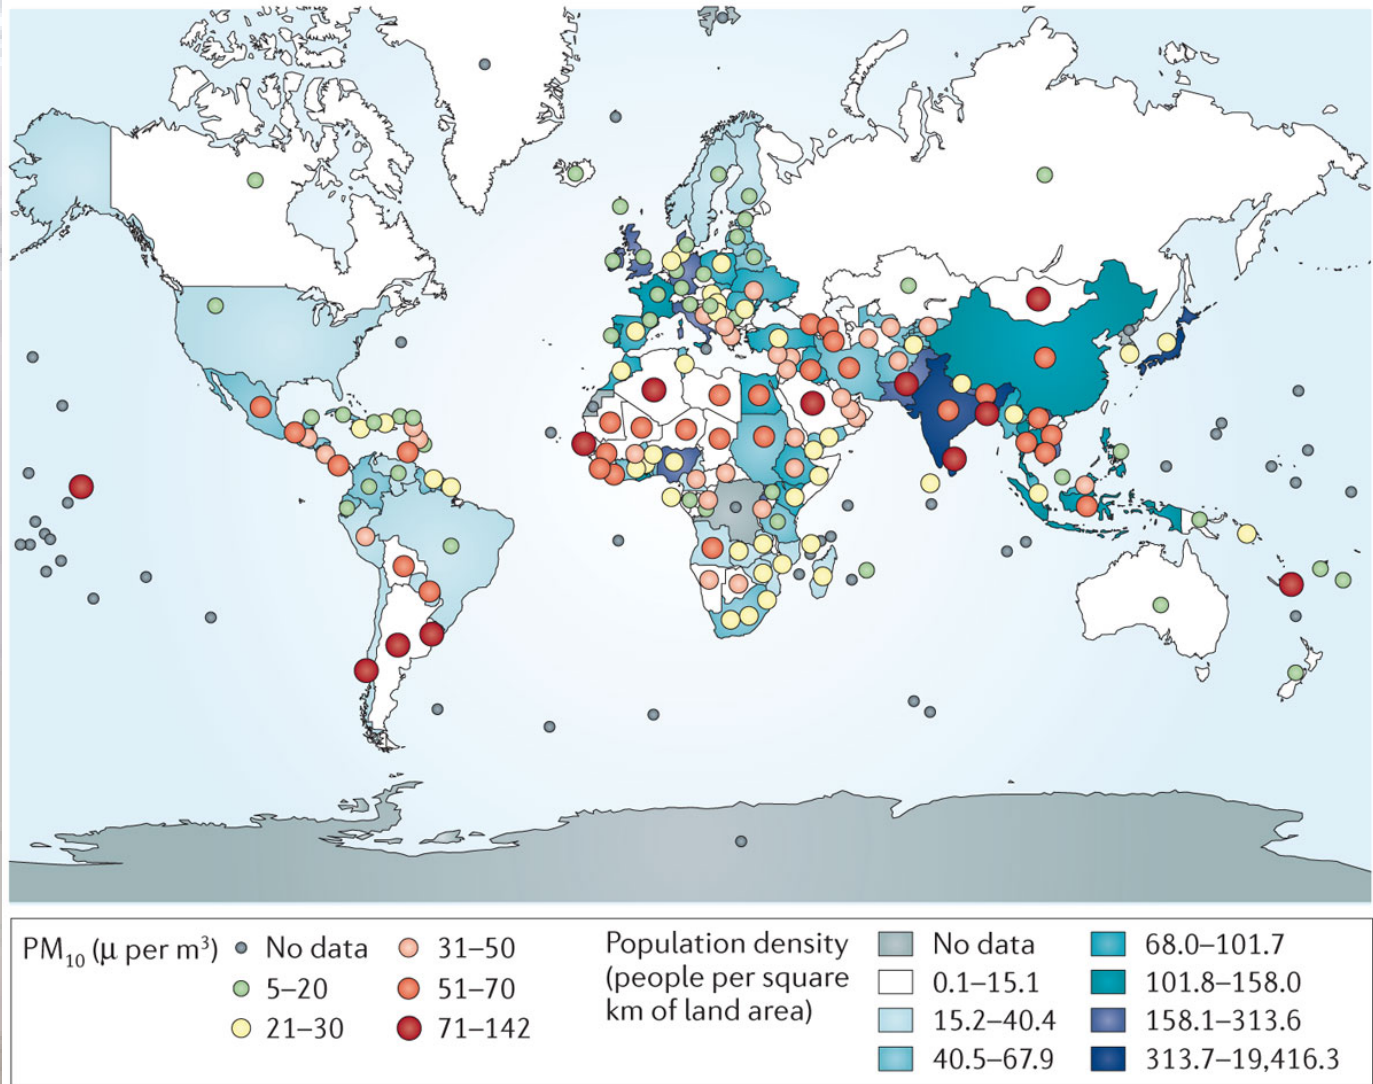 PM₁₀ (μ per m³)
No data
5–20
21–30
31–50
51–70
71–142
Population density
(people per square
km of land area)
No data
0.1–15.1
15.2–40.4
40.5–67.9
68.0–101.7
101.8–158.0
158.1–313.6
313.7–19,416.3